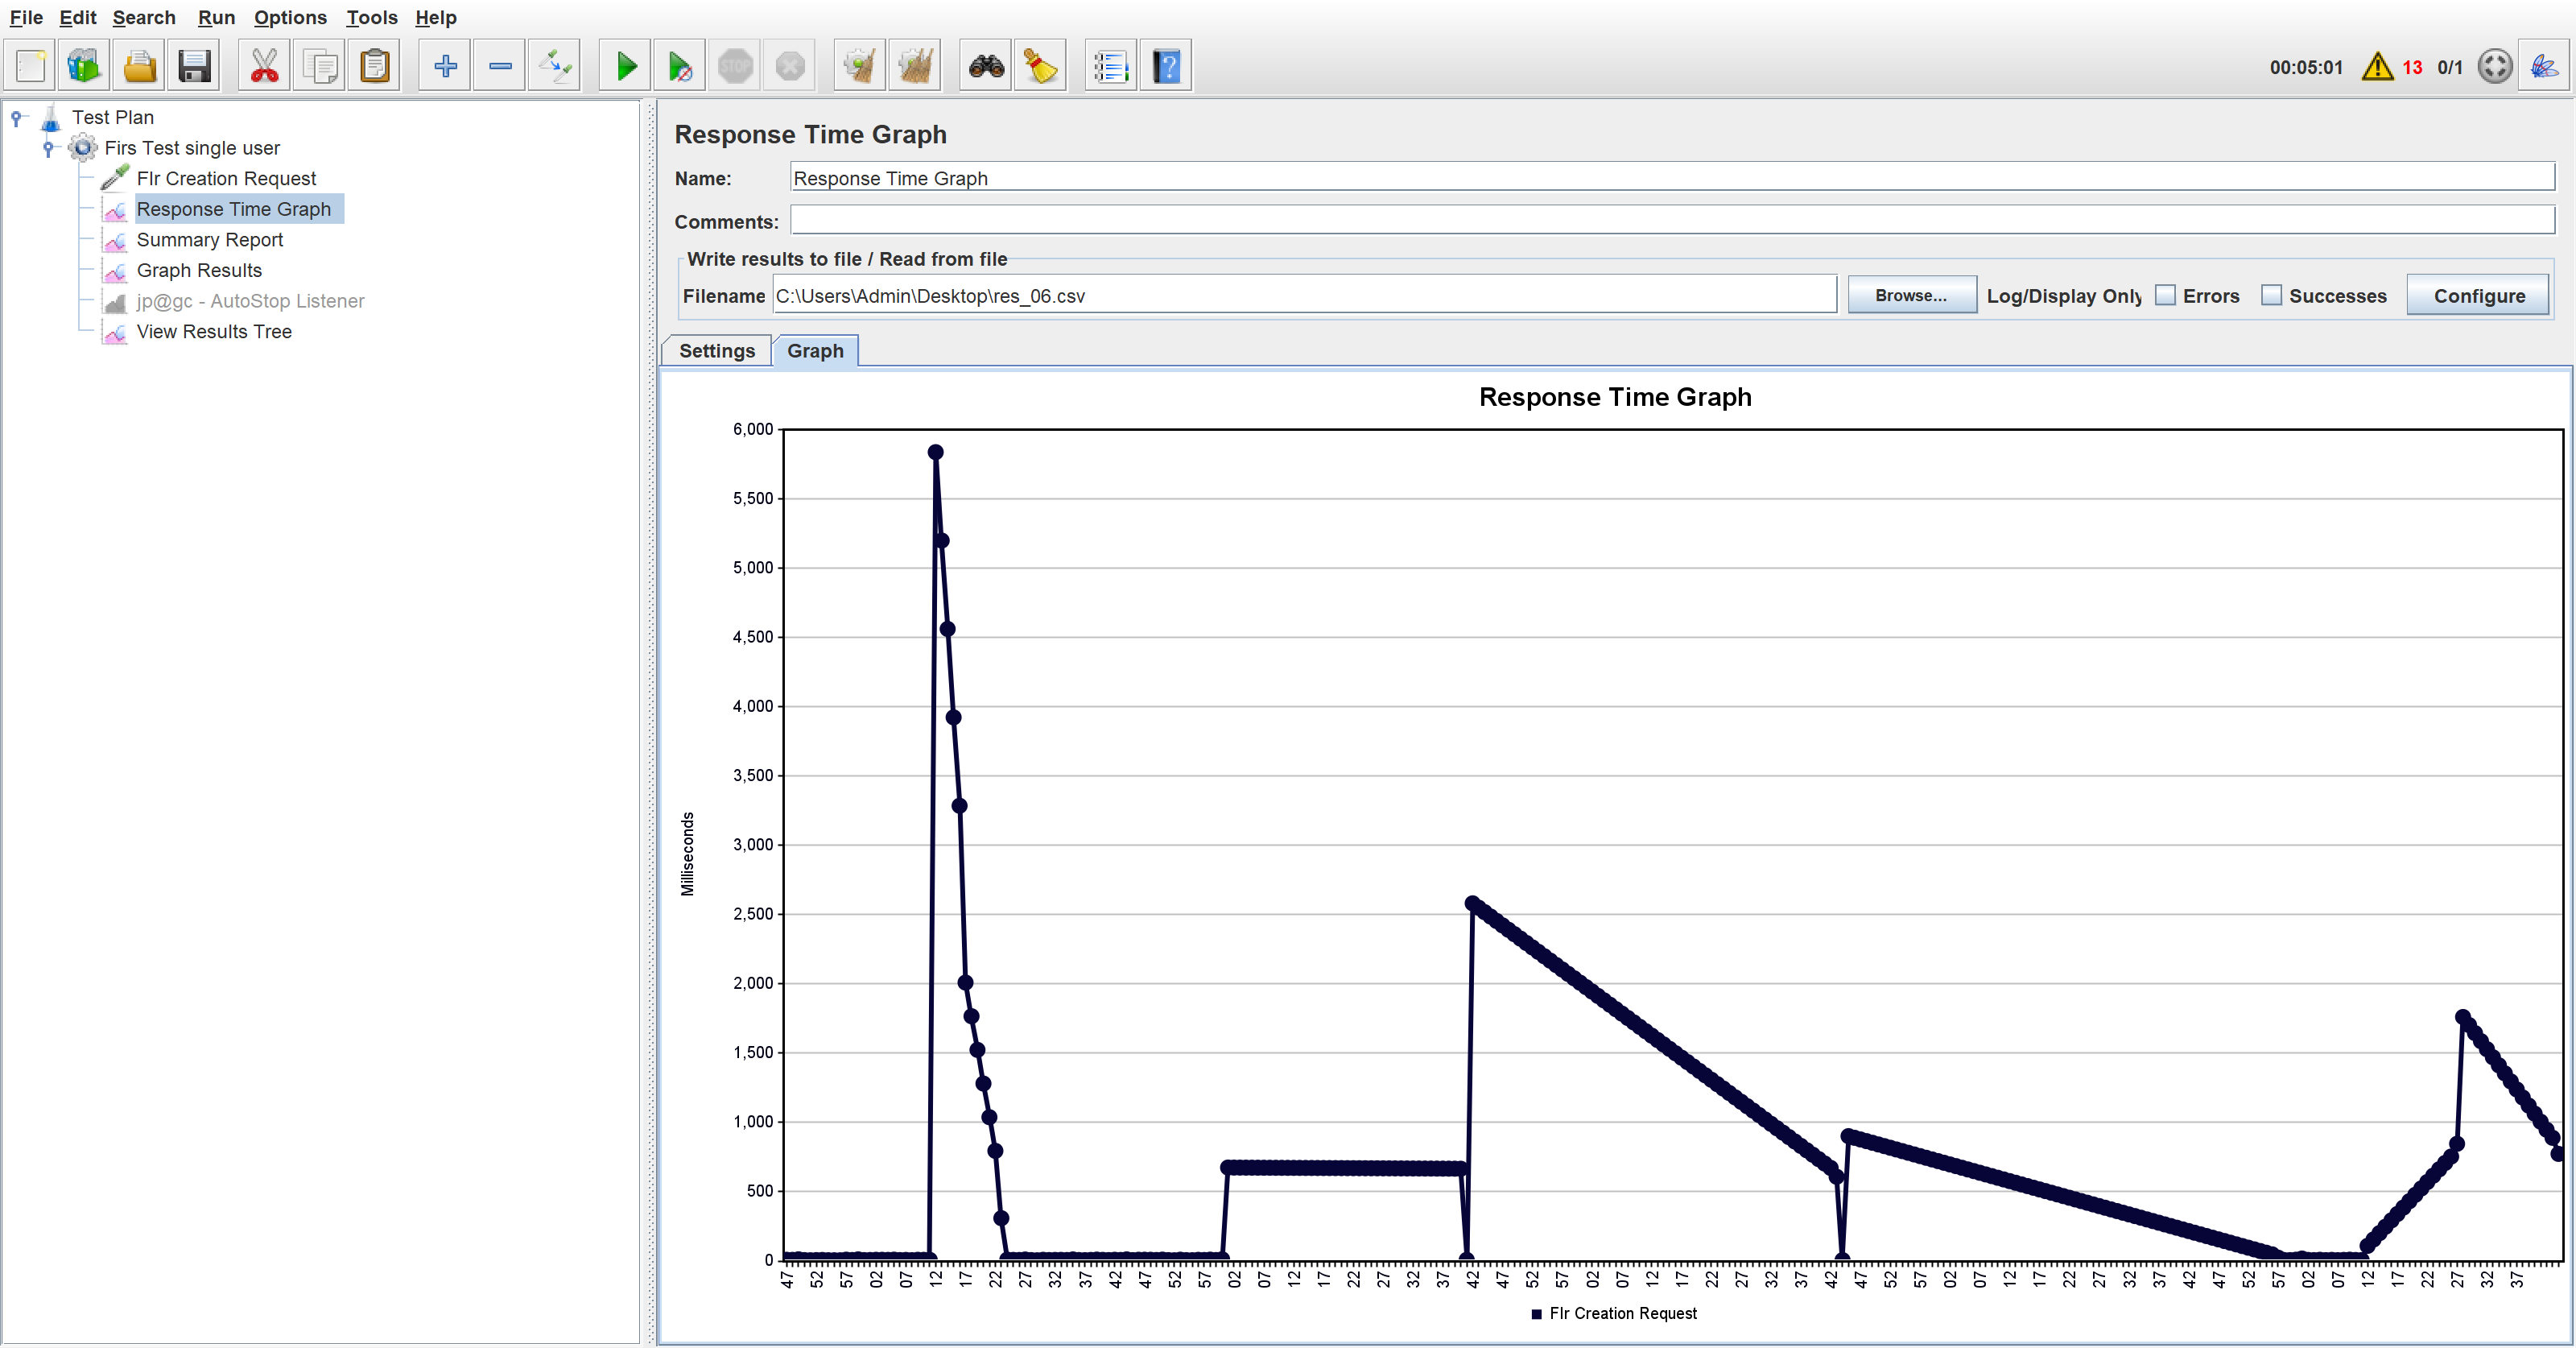 File Edit Search Run Options Tools Help
STOP
?
00:05:01 13 0/1
Test Plan
Firs Test single user
FIr Creation Request
Response Time Graph
Summary Report
Graph Results
jp@gc - AutoStop Listener
View Results Tree
Response Time Graph
Name: Response Time Graph
Comments:
Write results to file / Read from file
Filename C:\Users\Admin\Desktop\res_06.csv Browse... Log/Display Only Errors Successes Configure
Settings Graph
Response Time Graph
6,000
5,500
5,000
4,500
4,000
3,500
3,000
2,500
2,000
1,500
1,000
500
0
Milliseconds
47 52 57 02 07 12 17 22 27 32 37 42 47 52 57 02 07 12 17 22 27 32 37 42 47 52 57 02 07 12 17 22 27 32 37 42 47 52 57 02 07 12 17 22 27 32 37 42 47 52 57 02 07 12 17 22 27 32 37
FIr Creation Request